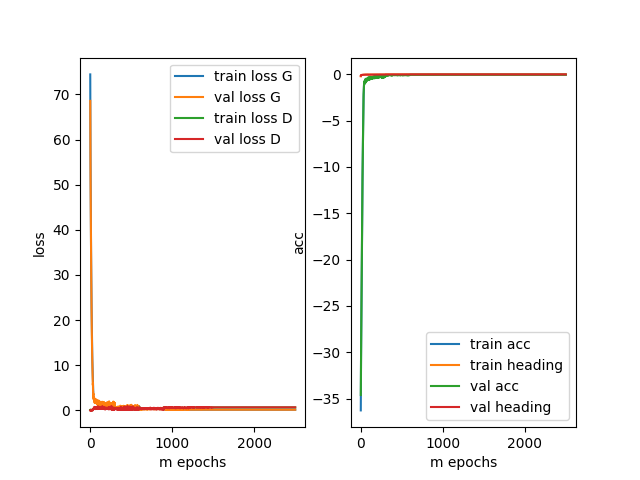 train loss G
val loss G
train loss D
val loss D
70
60
50
40
30
20
10
0
loss
0 1000 2000
m epochs
0
−5
−10
−15
−20
−25
−30
−35
acc
train acc
train heading
val acc
val heading
0 1000 2000
m epochs